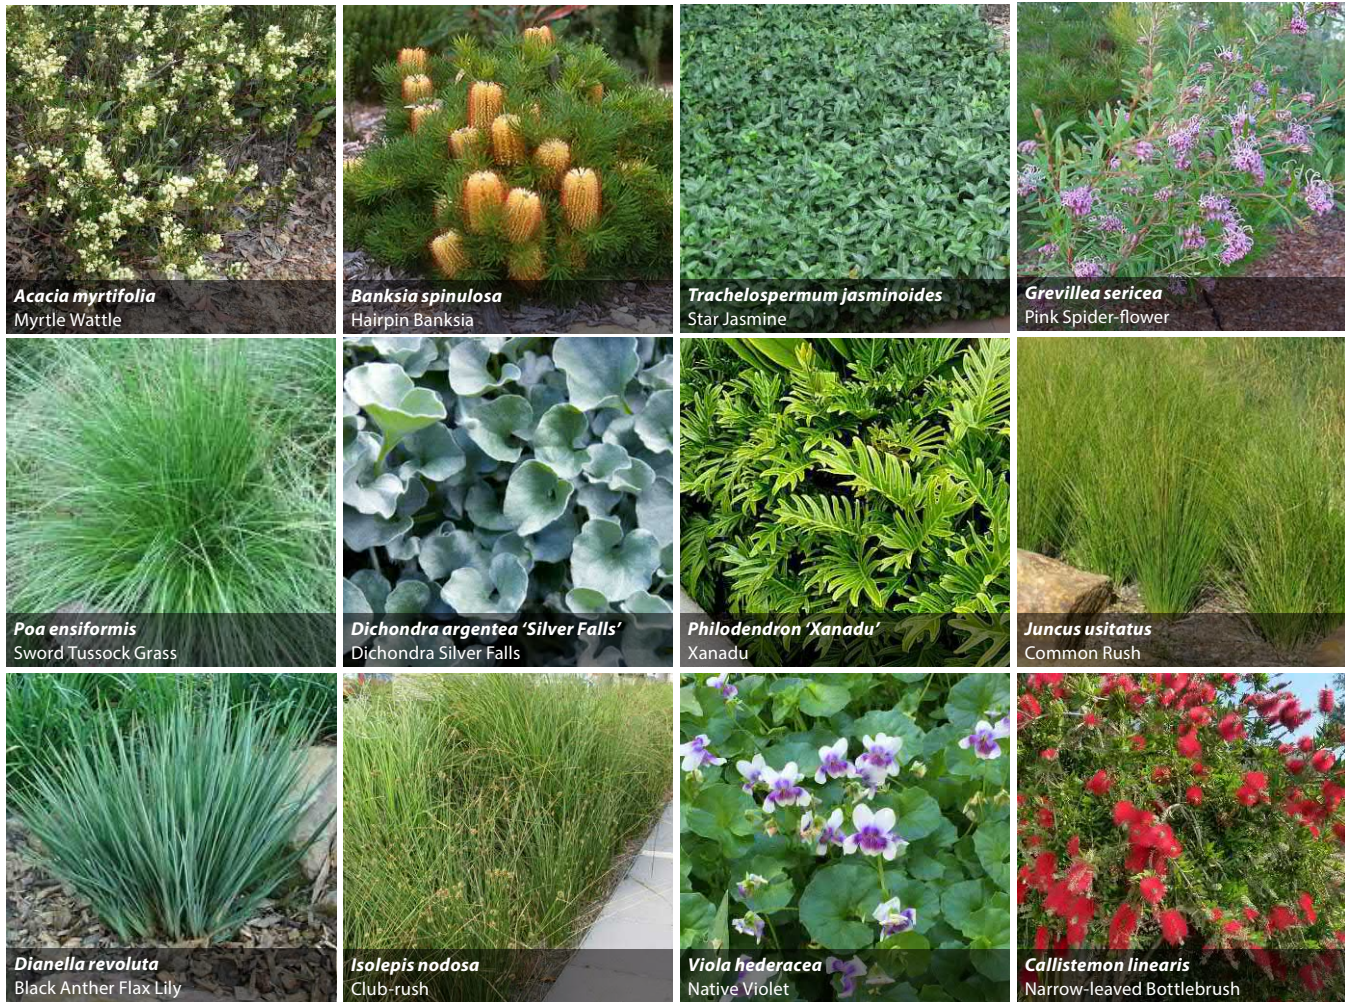 Acacia myrtifolia
Myrtle Wattle
Banksia spinulosa
Hairpin Banksia
Trachelospermum jasminoides
Star Jasmine
Grevillea sericea
Pink Spider-flower
Poa ensiformis
Sword Tussock Grass
Dichondra argentea ‘Silver Falls’
Dichondra Silver Falls
Philodendron ‘Xanadu’
Xanadu
Juncus usitatus
Common Rush
Dianella revoluta
Black Anther Flax Lily
Isolepis nodosa
Club-rush
Viola hederacea
Native Violet
Callistemon linearis
Narrow-leaved Bottlebrush